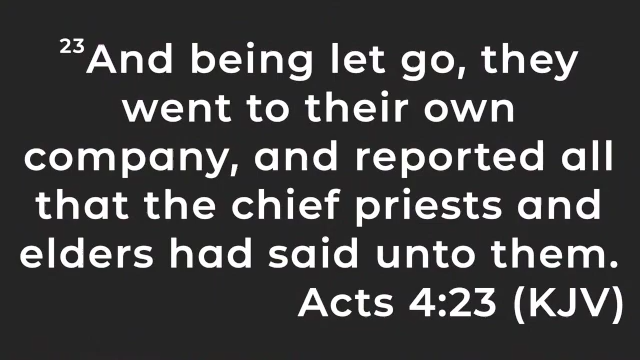 23And being let go, they
went to their own
company, and reported all
that the chief priests and
elders had said unto them.
Acts 4:23 (KJV)